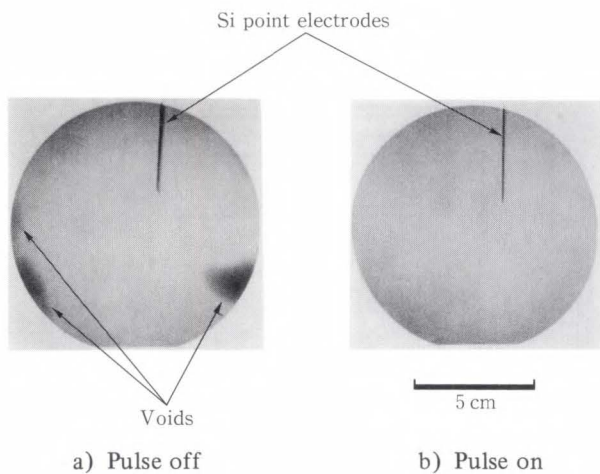 Si point electrodes
Voids
5 cm
a) Pulse off
b) Pulse on